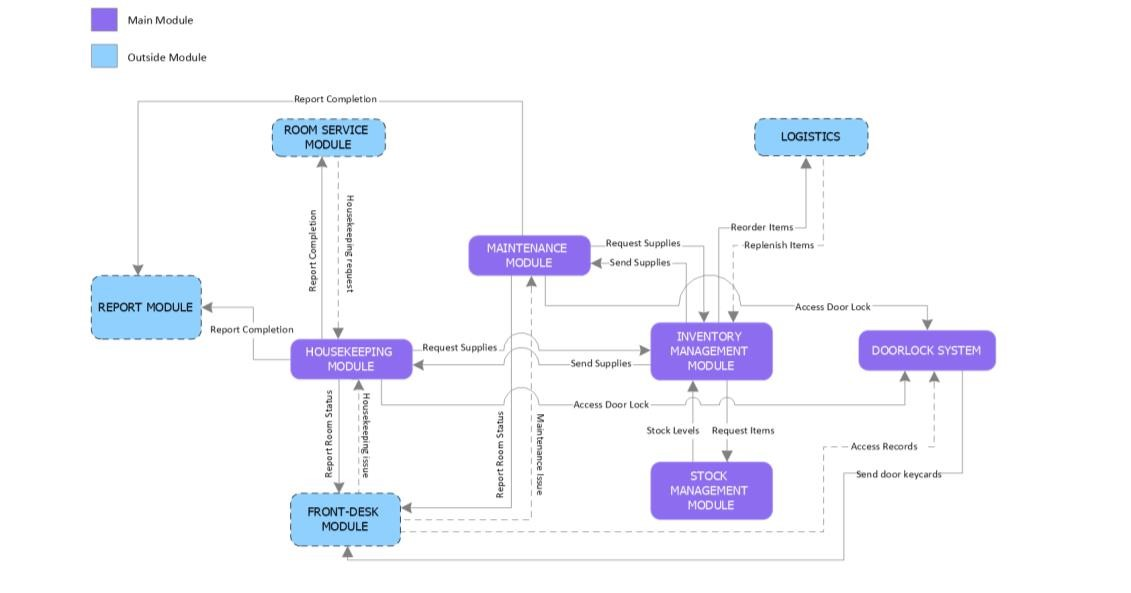 Main Module
Outside Module
Report Completion
ROOM SERVICE
MODULE
LOGISTICS
Report Completion
Housekeeping request
Reorder Items
Replenish Items
MAINTENANCE
MODULE
Request Supplies
Send Supplies
REPORT MODULE
Report Completion
Access Door Lock
HOUSEKEEPING
MODULE
Request Supplies
Send Supplies
INVENTORY
MANAGEMENT
MODULE
DOORLOCK SYSTEM
Access Door Lock
Report Room Status
Housekeeping issue
Report Room Status
Maintenance Issue
Stock Levels
Request Items
Access Records
Send door keycards
STOCK
MANAGEMENT
MODULE
FRONT-DESK
MODULE